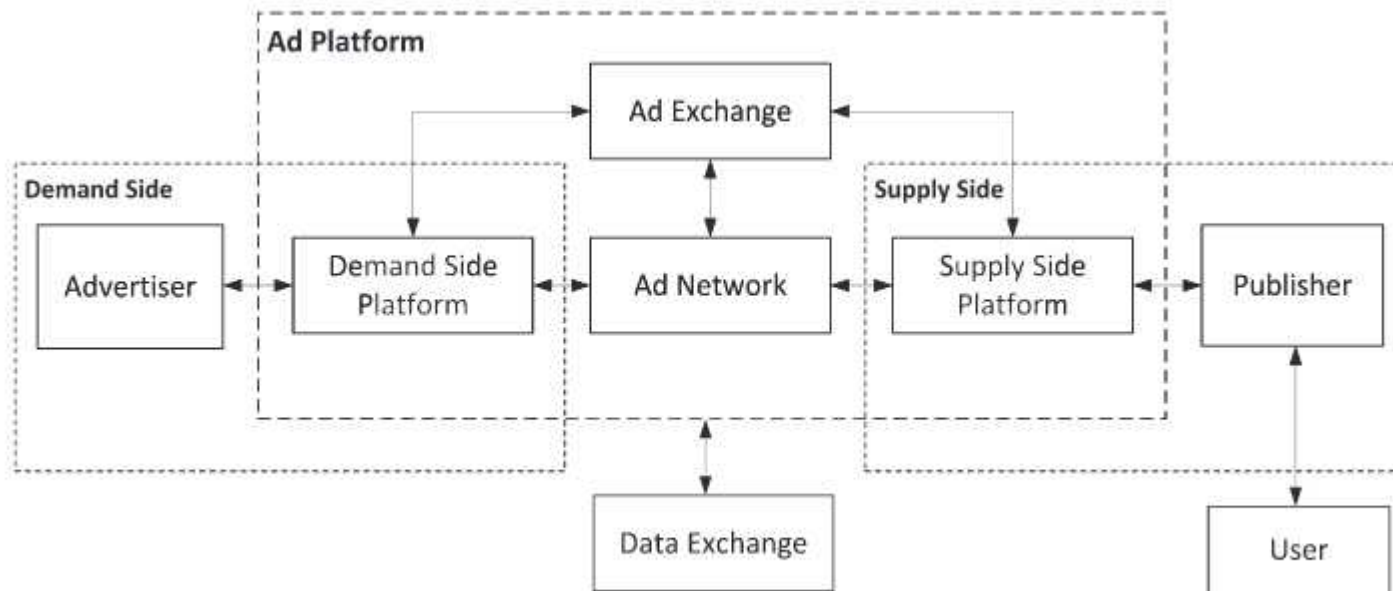 Ad Platform
Ad Exchange
Demand Side
Supply Side
Advertiser
Demand Side
Platform
Ad Network
Supply Side
Platform
Publisher
Data Exchange
User